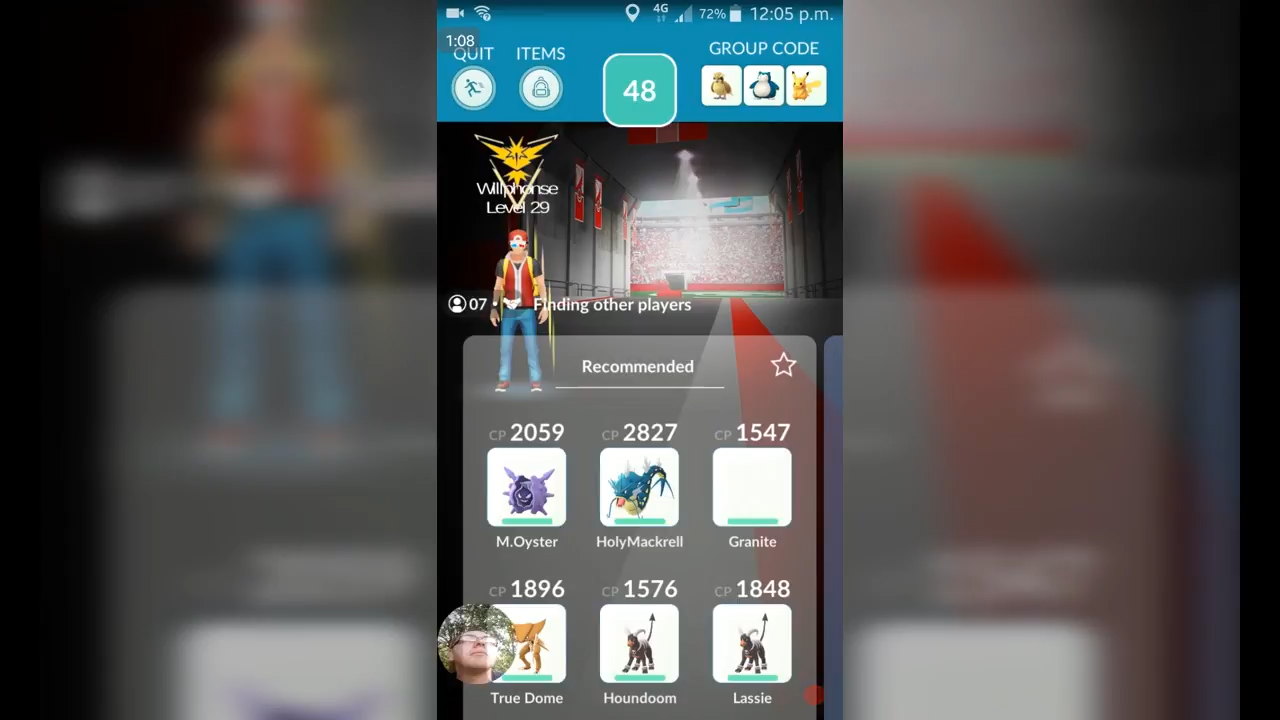 4G 72% 12:05 p.m.
1:08
QUIT ITEMS
48
GROUP CODE
Willphonse
Level 29
07 • Finding other players
Recommended
CP 2059 CP 2827 CP 1547
M.Oyster HolyMackrell Granite
CP 1896 CP 1576 CP 1848
True Dome Houndoom Lassie